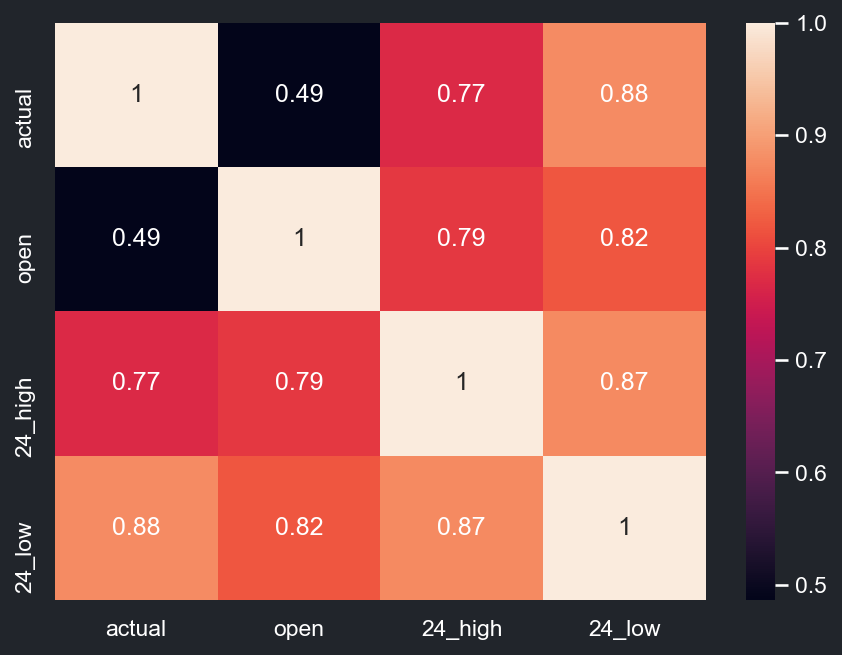 actual 1 0.49 0.77 0.88
open 0.49 1 0.79 0.82
24_high 0.77 0.79 1 0.87
24_low 0.88 0.82 0.87 1
actual open 24_high 24_low
1.0
0.9
0.8
0.7
0.6
0.5